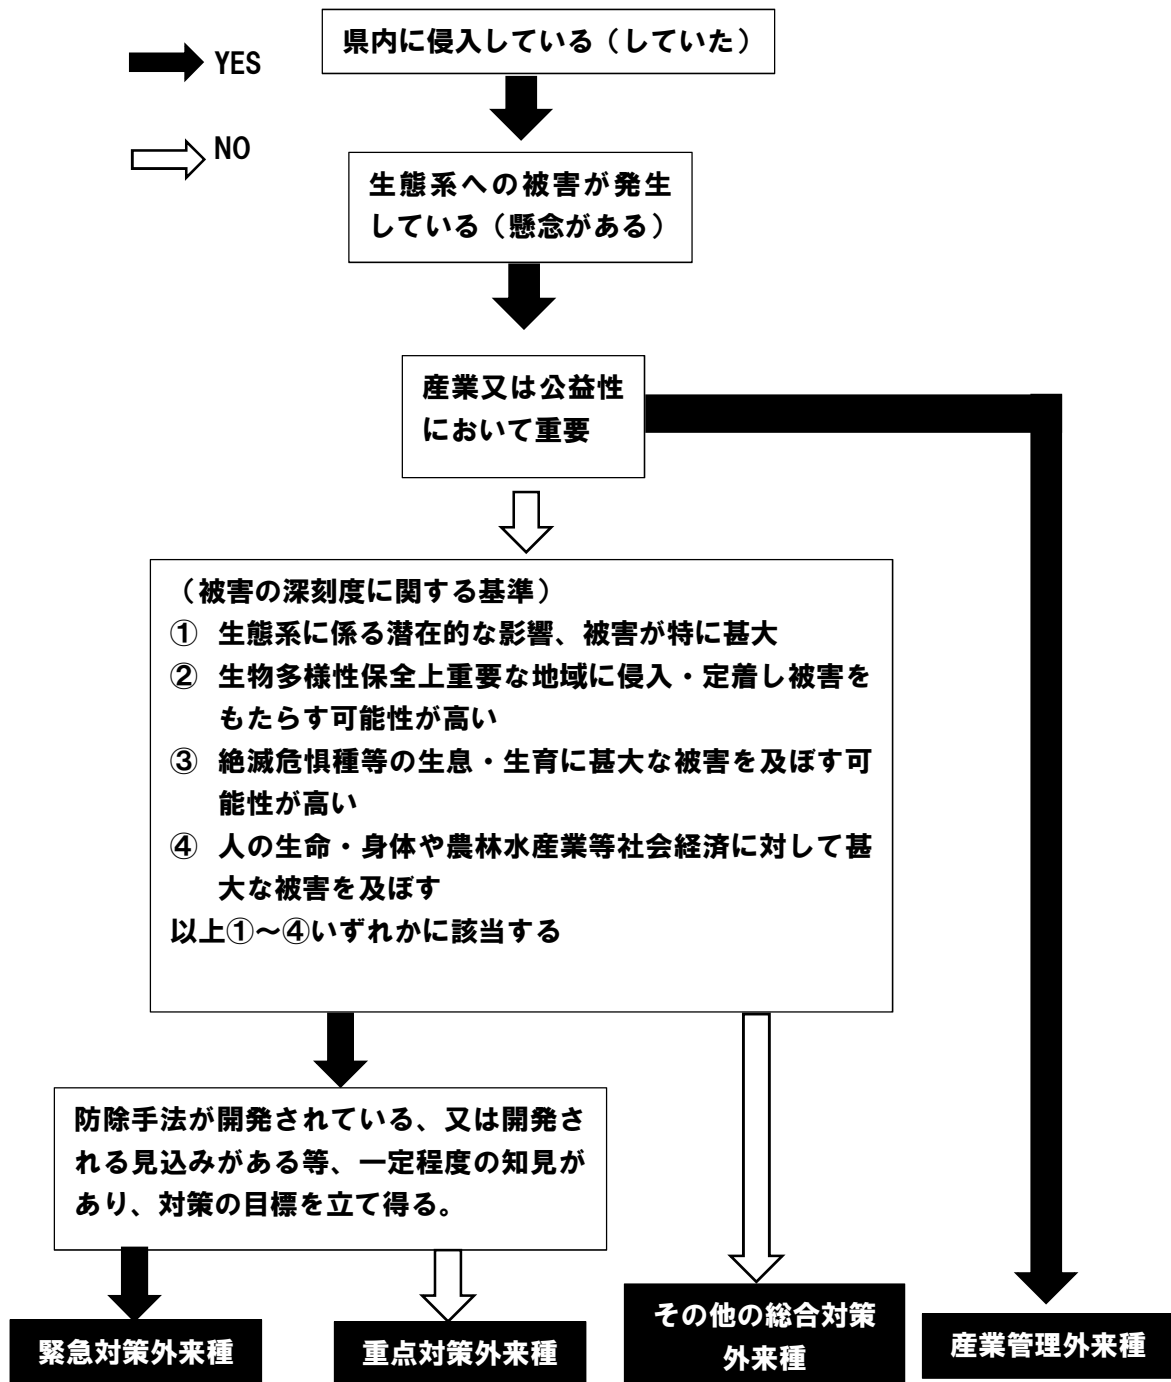 県内に侵入している（していた）
YES
NO
生態系への被害が発生
している（懸念がある）
産業又は公益性
において重要
（被害の深刻度に関する基準）
① 生態系に係る潜在的な影響、被害が特に甚大
② 生物多様性保全上重要な地域に侵入・定着し被害を
もたらす可能性が高い
③ 絶滅危惧種等の生息・生育に甚大な被害を及ぼす可
能性が高い
④ 人の生命・身体や農林水産業等社会経済に対して甚
大な被害を及ぼす
以上①～④いずれかに該当する
防除手法が開発されている、又は開発さ
れる見込みがある等、一定程度の知見が
あり、対策の目標を立て得る。
緊急対策外来種
重点対策外来種
その他の総合対策
外来種
産業管理外来種